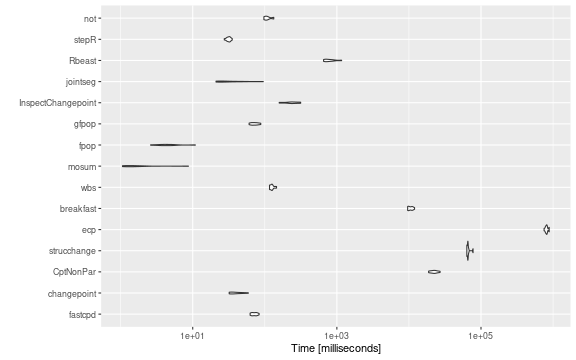 not
stepR
Rbeast
jointseg
InspectChangepoint
gfpop
fpop
mosum
wbs
breakfast
ecp
strucchange
CptNonPar
changepoint
fastcpd
1e+01 1e+03 1e+05
Time [milliseconds]